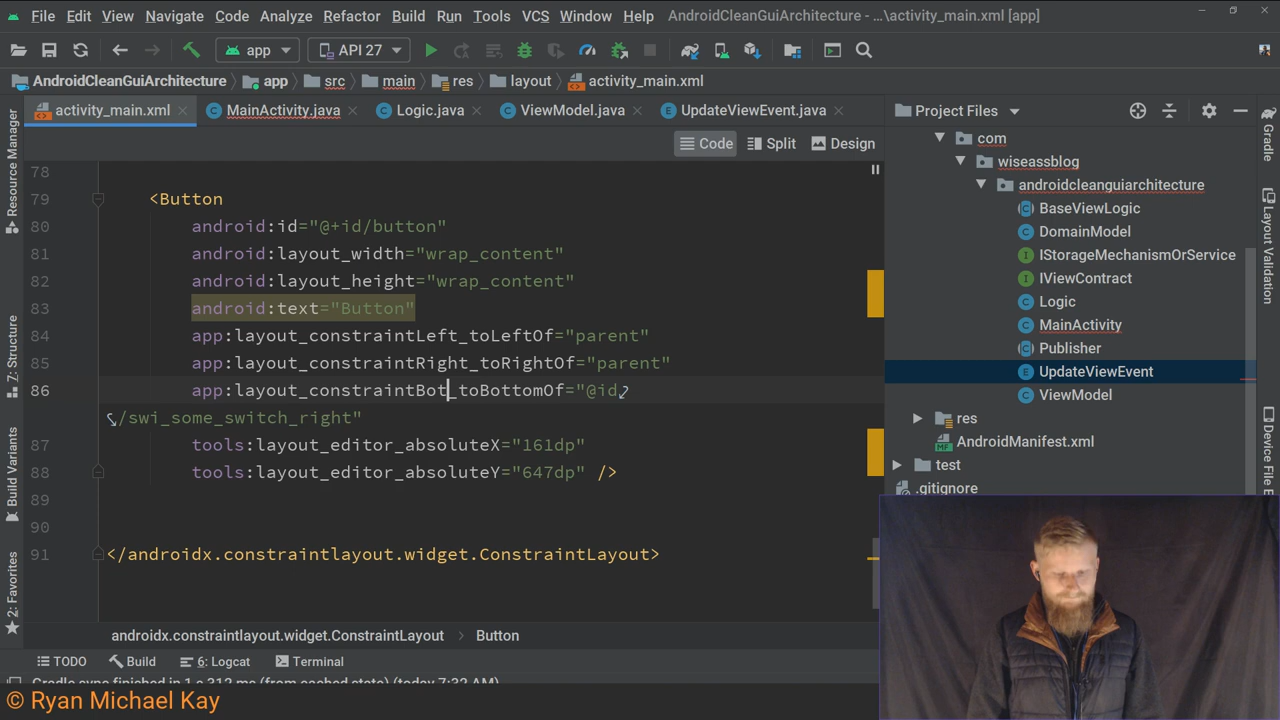 File Edit View Navigate Code Analyze Refactor Build Run Tools VCS Window Help AndroidCleanGuiArchitecture - ...\activity_main.xml [app]
app API 27
AndroidCleanGuiArchitecture app src main res layout activity_main.xml
activity_main.xml MainActivity.java Logic.java ViewModel.java UpdateViewEvent.java Project Files
Code Split Design
78
79 <Button
80 android:id="@+id/button"
81 android:layout_width="wrap_content"
82 android:layout_height="wrap_content"
83 android:text="Button"
84 app:layout_constraintLeft_toLeftOf="parent"
85 app:layout_constraintRight_toRightOf="parent"
86 app:layout_constraintBot_toBottomOf="@id
/swi_some_switch_right"
87 tools:layout_editor_absoluteX="161dp"
88 tools:layout_editor_absoluteY="647dp" />
89
90
91 </androidx.constraintlayout.widget.ConstraintLayout>
androidx.constraintlayout.widget.ConstraintLayout Button
com
wiseassblog
androidcleanguiarchitecture
BaseViewLogic
DomainModel
IStorageMechanismOrService
IViewContract
Logic
MainActivity
Publisher
UpdateViewEvent
ViewModel
res
AndroidManifest.xml
test
.gitignore
Resource Manager
7: Structure
Build Variants
2: Favorites
Gradle
Layout Validation
TODO Build 6: Logcat Terminal
Gradle sync finished in 1 s 312 ms (from cached state) (today 7:32 AM)
© Ryan Michael Kay